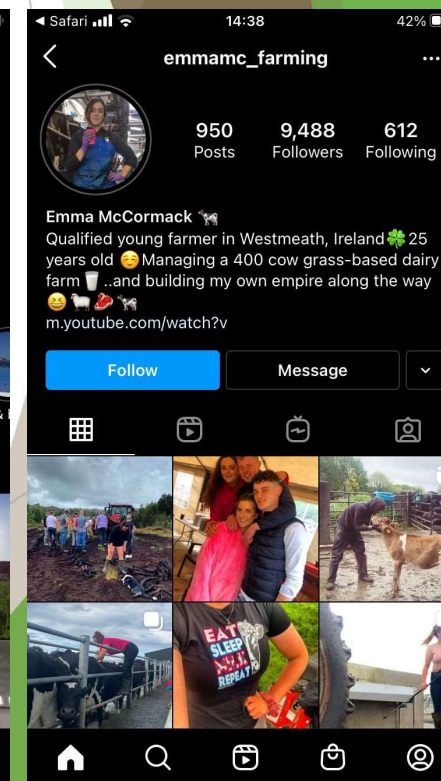 Safari
14:38
42%
emmamc_farming
950
9,488
612
Posts
Followers
Following
Emma McCormack
Qualified young farmer in Westmeath, Ireland 25
years old Managing a 400 cow grass-based dairy
farm ..and building my own empire along the way
m.youtube.com/watch?v
Follow
Message
EAT
SLEEP
MILK
REPEAT